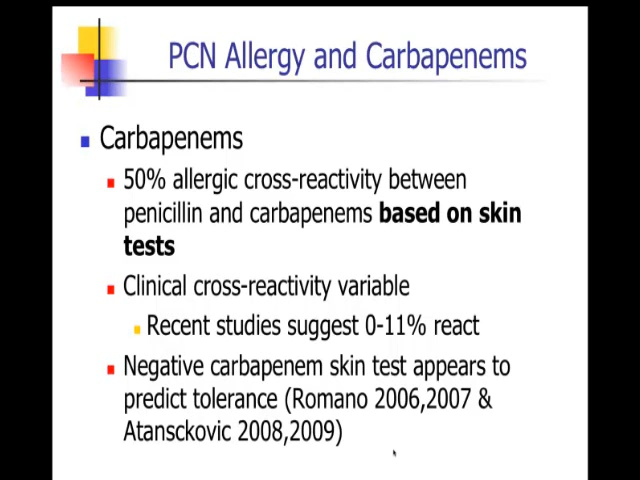 PCN Allergy and Carbapenems
Carbapenems
50% allergic cross-reactivity between
penicillin and carbapenems based on skin
tests
Clinical cross-reactivity variable
Recent studies suggest 0-11% react
Negative carbapenem skin test appears to
predict tolerance (Romano 2006,2007 &
Atansckovic 2008,2009)